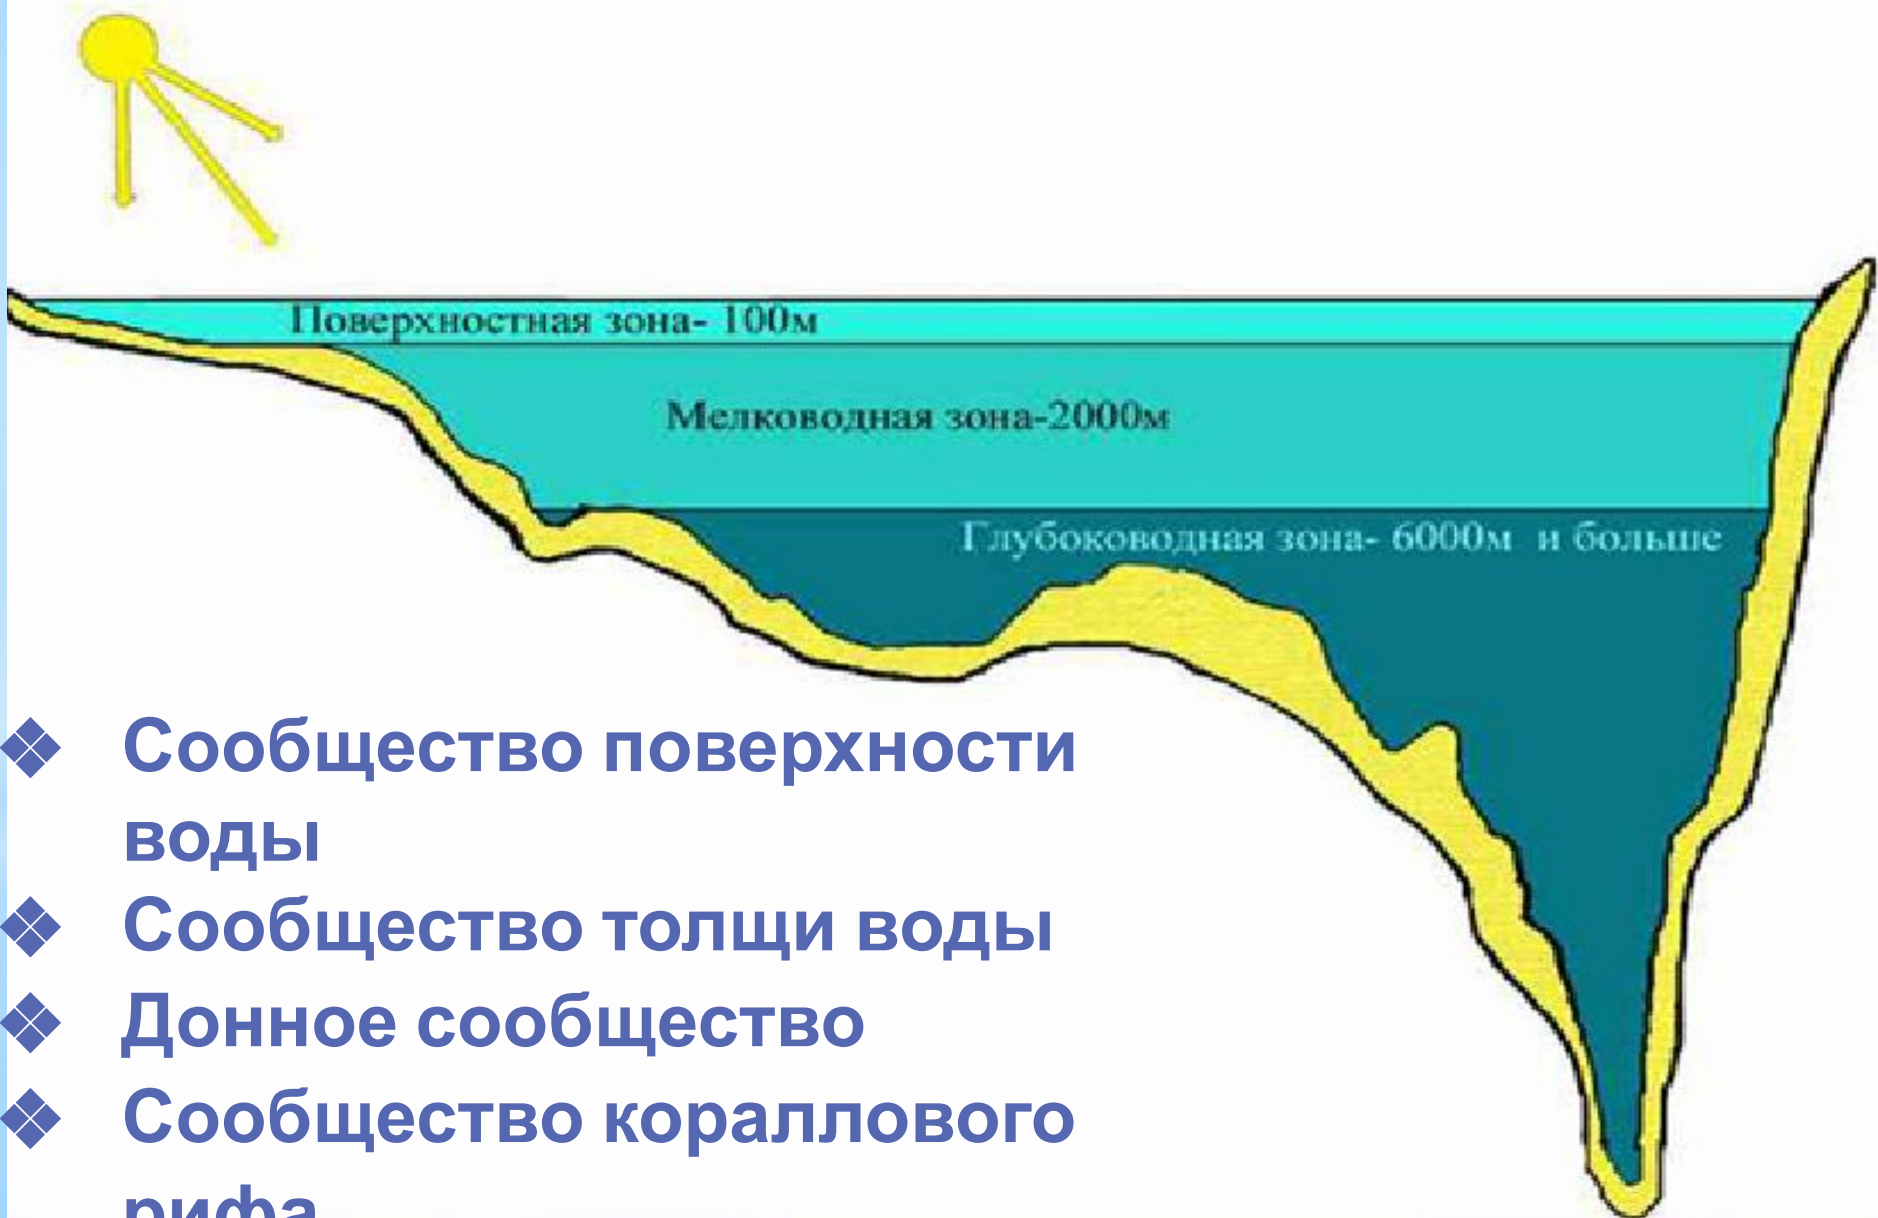 Поверхностная зона- 100м
Мелководная зона-2000м
Глубоководная зона- 6000м и больше
❖ Сообщество поверхности
воды
❖ Сообщество толщи воды
❖ Донное сообщество
❖ Сообщество кораллового
рифа